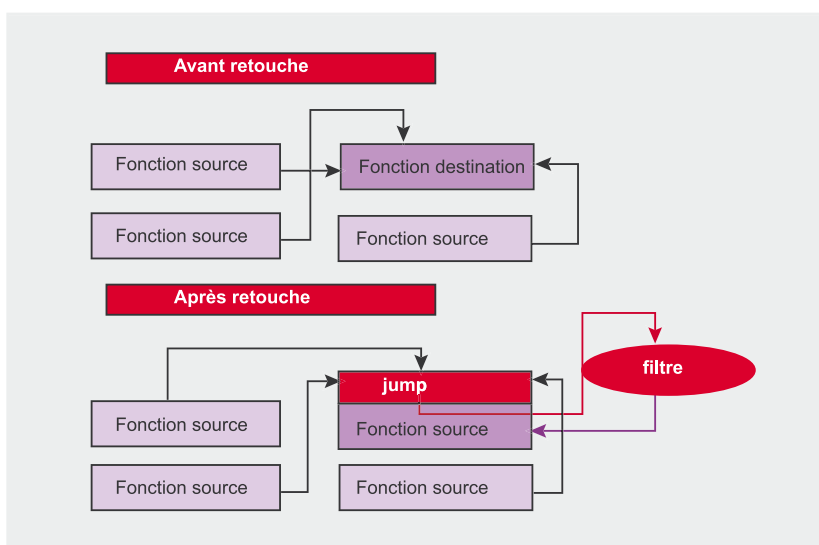 Avant retouche
Fonction source
Fonction destination
Fonction source
Fonction source
Après retouche
filtre
jump
Fonction source
Fonction source
Fonction source
Fonction source